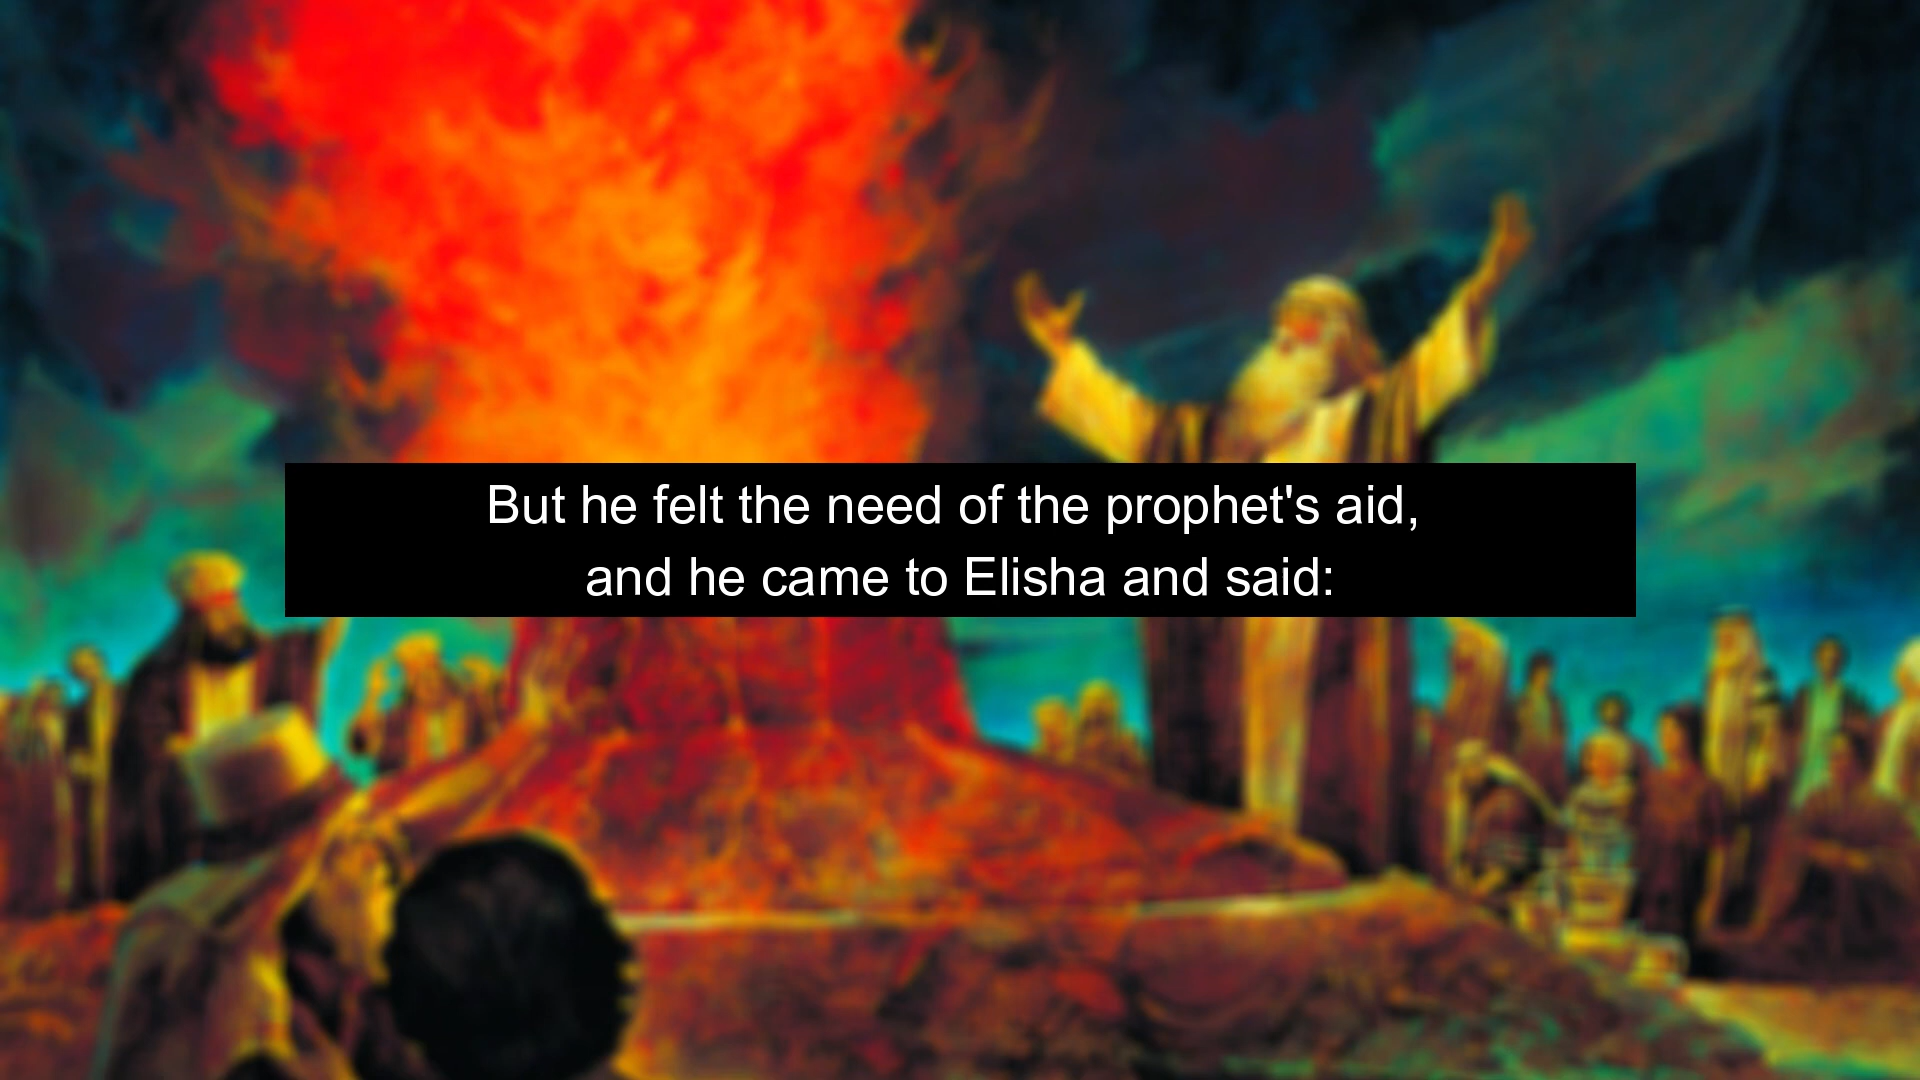 But he felt the need of the prophet's aid,
and he came to Elisha and said: